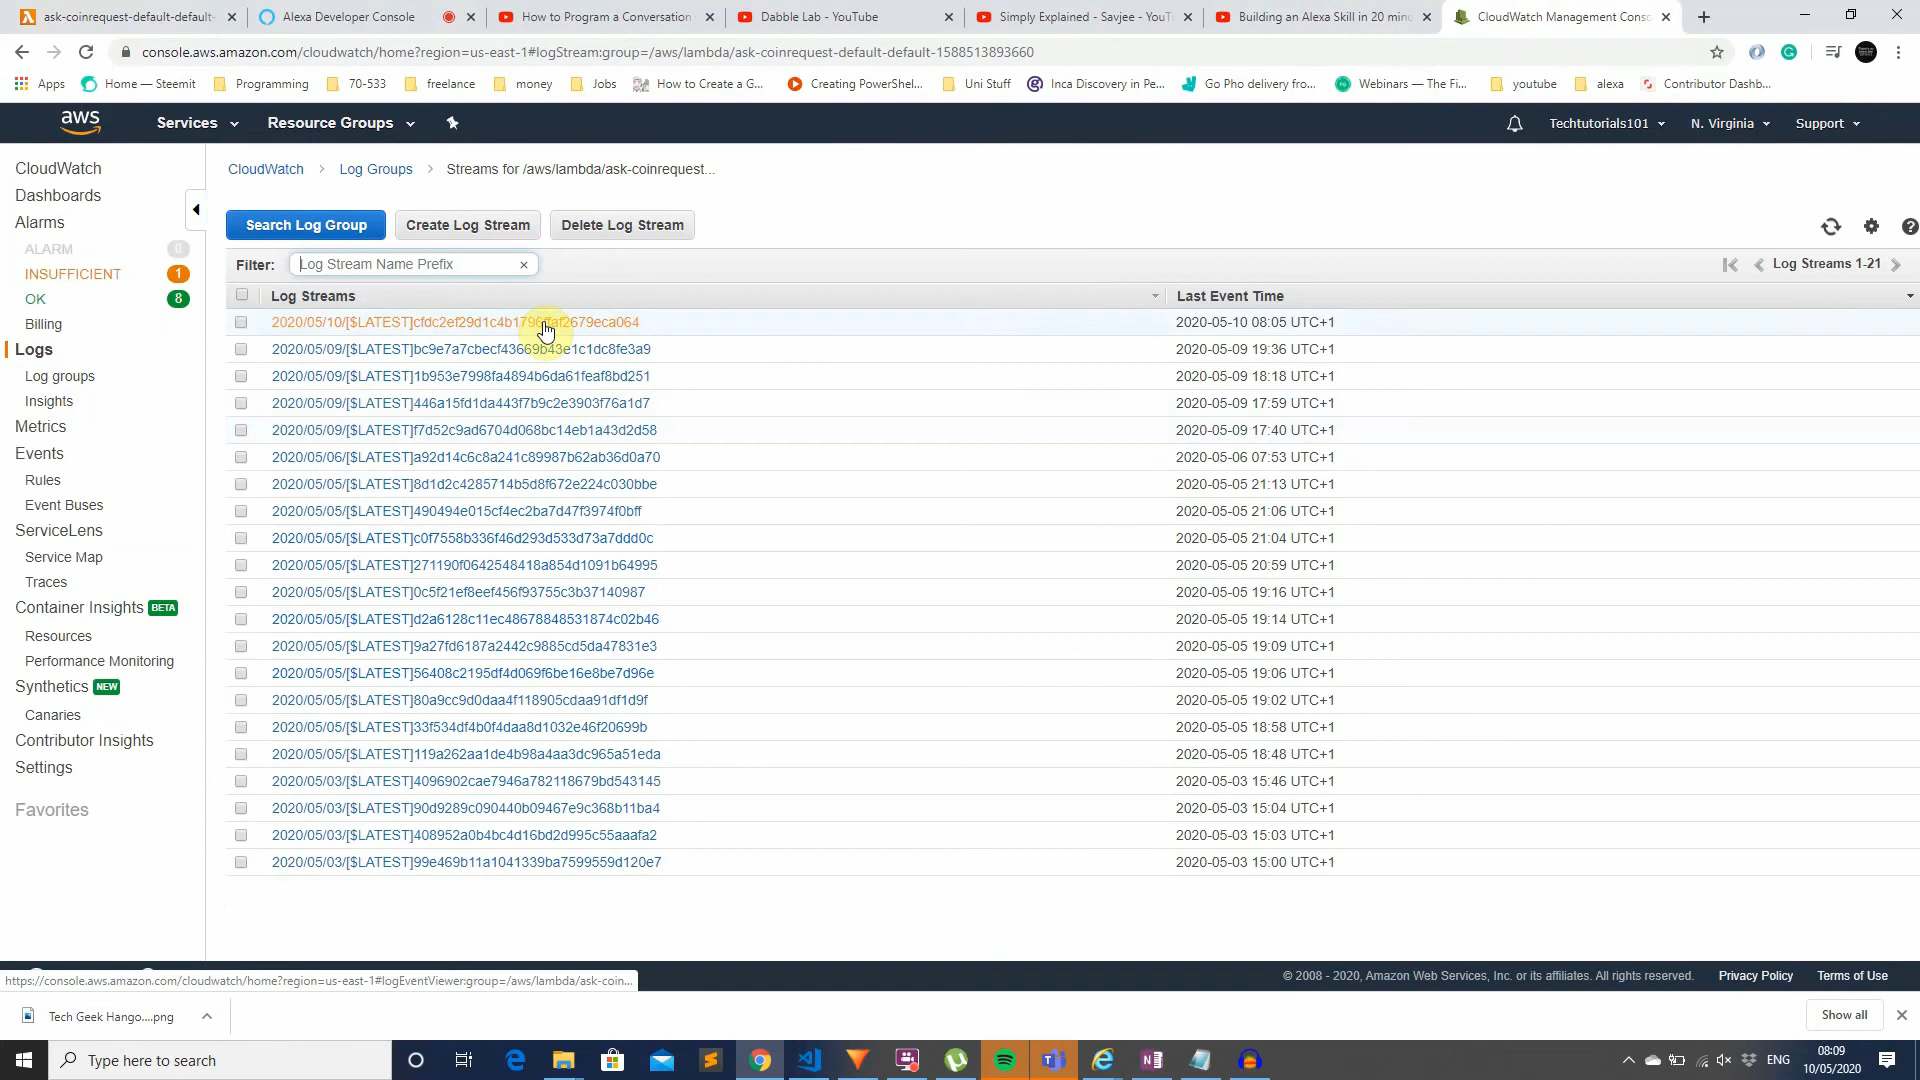 ask-coinrequest-default-default-
Alexa Developer Console
How to Program a Conversation
Dabble Lab - YouTube
Simply Explained - Savjee - YouT
Building an Alexa Skill in 20 minu
CloudWatch Management Conso
console.aws.amazon.com/cloudwatch/home?region=us-east-1#logStream:group=/aws/lambda/ask-coinrequest-default-default-1588513893660
Apps
Home — Steemit
Programming
70-533
freelance
money
Jobs
How to Create a G...
Creating PowerShel...
Uni Stuff
Inca Discovery in Pe...
Go Pho delivery fro...
Webinars — The Fi...
youtube
alexa
Contributor Dashb...
aws
Services
Resource Groups
Techtutorials101
N. Virginia
Support
CloudWatch
Dashboards
Alarms
ALARM 0
INSUFFICIENT 1
OK 8
Billing
Logs
Log groups
Insights
Metrics
Events
Rules
Event Buses
ServiceLens
Service Map
Traces
Container Insights BETA
Resources
Performance Monitoring
Synthetics NEW
Canaries
Contributor Insights
Settings
Favorites
CloudWatch > Log Groups > Streams for /aws/lambda/ask-coinrequest...
Search Log Group
Create Log Stream
Delete Log Stream
Filter: Log Stream Name Prefix
Log Streams 1-21
Log Streams Last Event Time
2020/05/10/[$LATEST]cfdc2ef29d1c4b1796ffaf2679eca064 2020-05-10 08:05 UTC+1
2020/05/09/[$LATEST]bc9e7a7cbecf43669b43e1c1dc8fe3a9 2020-05-09 19:36 UTC+1
2020/05/09/[$LATEST]1b953e7998fa4894b6da61feaf8bd251 2020-05-09 18:18 UTC+1
2020/05/09/[$LATEST]446a15fd1da443f7b9c2e3903f76a1d7 2020-05-09 17:59 UTC+1
2020/05/09/[$LATEST]f7d52c9ad6704d068bc14eb1a43d2d58 2020-05-09 17:40 UTC+1
2020/05/06/[$LATEST]a92d14c6c8a241c89987b62ab36d0a70 2020-05-06 07:53 UTC+1
2020/05/05/[$LATEST]8d1d2c4285714b5d8f672e224c030bbe 2020-05-05 21:13 UTC+1
2020/05/05/[$LATEST]490494e015cf4ec2ba7d47f3974f0bff 2020-05-05 21:06 UTC+1
2020/05/05/[$LATEST]c0f7558b336f46d293d533d73a7ddd0c 2020-05-05 21:04 UTC+1
2020/05/05/[$LATEST]271190f0642548418a854d1091b64995 2020-05-05 20:59 UTC+1
2020/05/05/[$LATEST]0c5f21ef8eef456f93755c3b37140987 2020-05-05 19:16 UTC+1
2020/05/05/[$LATEST]d2a6128c11ec48678848531874c02b46 2020-05-05 19:14 UTC+1
2020/05/05/[$LATEST]9a27fd6187a2442c9885cd5da47831e3 2020-05-05 19:09 UTC+1
2020/05/05/[$LATEST]56408c2195df4d069f6be16e8be7d96e 2020-05-05 19:06 UTC+1
2020/05/05/[$LATEST]80a9cc9d0daa4f118905cdaa91df1d9f 2020-05-05 19:02 UTC+1
2020/05/05/[$LATEST]33f534df4b0f4daa8d1032e46f20699b 2020-05-05 18:58 UTC+1
2020/05/05/[$LATEST]119a262aa1de4b98a4aa3dc965a51eda 2020-05-05 18:48 UTC+1
2020/05/03/[$LATEST]4096902cae7946a782118679bd543145 2020-05-03 15:46 UTC+1
2020/05/03/[$LATEST]90d9289c090440b09467e9c368b11ba4 2020-05-03 15:04 UTC+1
2020/05/03/[$LATEST]408952a0b4bc4d16bd2d995c55aaafa2 2020-05-03 15:03 UTC+1
2020/05/03/[$LATEST]99e469b11a1041339ba7599559d120e7 2020-05-03 15:00 UTC+1
https://console.aws.amazon.com/cloudwatch/home?region=us-east-1#logEventViewer:group=/aws/lambda/ask-coin...
© 2008 - 2020, Amazon Web Services, Inc. or its affiliates. All rights reserved.
Privacy Policy
Terms of Use
Tech Geek Hango....png
Show all
Type here to search
ENG
08:09
10/05/2020